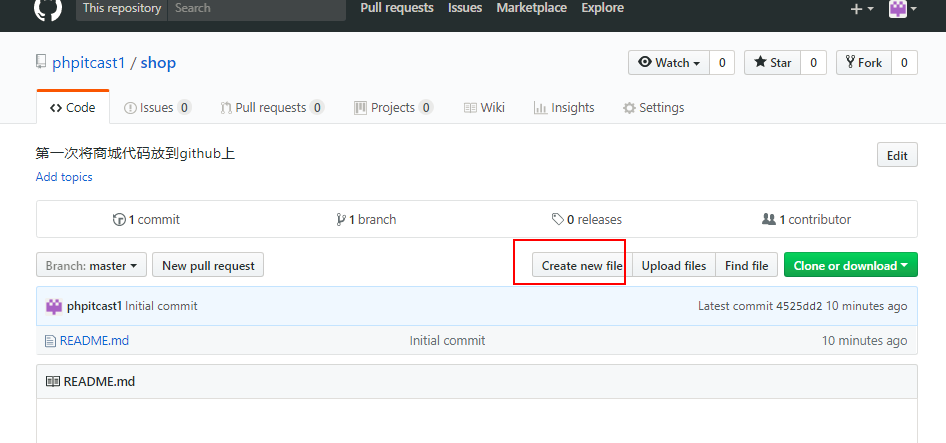 This repository Search Pull requests Issues Marketplace Explore
phpitcast1 / shop Watch 0 Star 0 Fork 0
Code Issues 0 Pull requests 0 Projects 0 Wiki Insights Settings
第一次将商城代码放到github上 Edit
Add topics
1 commit 1 branch 0 releases 1 contributor
Branch: master New pull request Create new file Upload files Find file Clone or download
phpitcast1 Initial commit Latest commit 4525dd2 10 minutes ago
README.md Initial commit 10 minutes ago
README.md